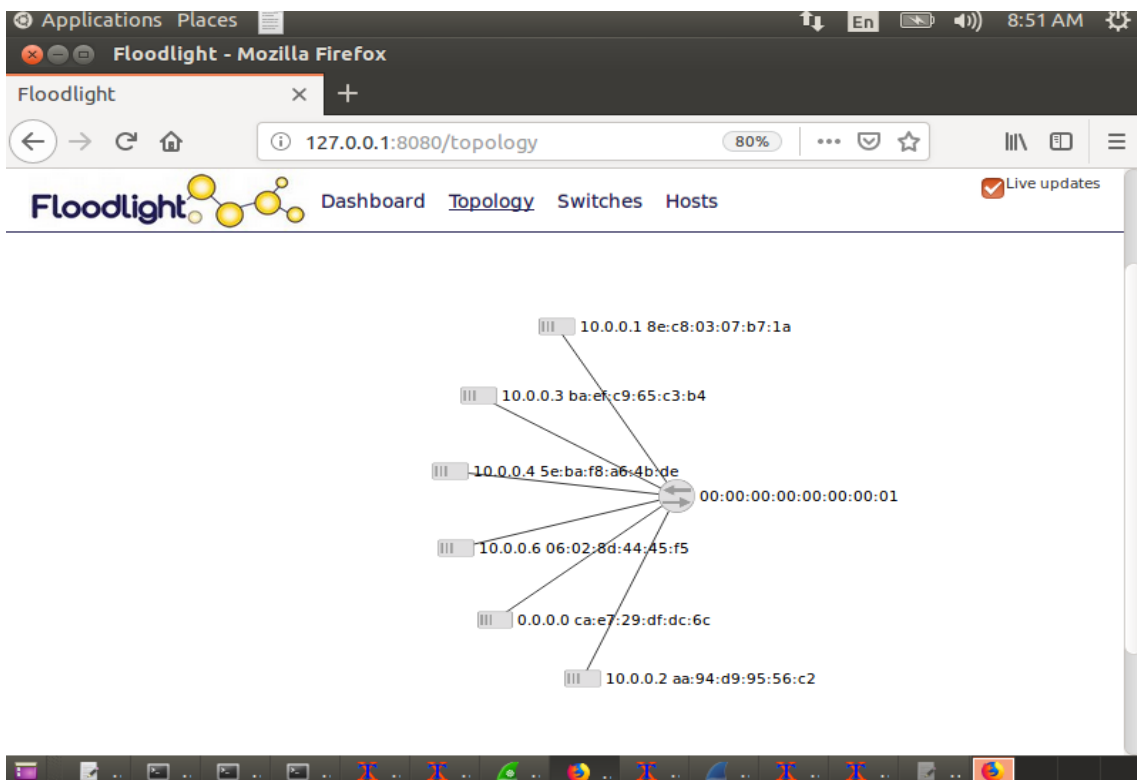 Applications Places En 8:51 AM
Floodlight - Mozilla Firefox
Floodlight
127.0.0.1:8080/topology 80%
Floodlight Dashboard Topology Switches Hosts Live updates
10.0.0.1 8e:c8:03:07:b7:1a
10.0.0.3 ba:ef:c9:65:c3:b4
10.0.0.4 5e:ba:f8:a6:4b:de
00:00:00:00:00:00:00:01
10.0.0.6 06:02:8d:44:45:f5
0.0.0.0 ca:e7:29:df:dc:6c
10.0.0.2 aa:94:d9:95:56:c2